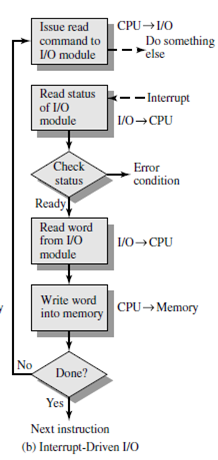 Issue read
command to
I/O module
CPU→I/O
Do something
else
Read status
of I/O
module
Interrupt
I/O→CPU
Check
status
Error
condition
Ready
Read word
from I/O
module
I/O→CPU
Write word
into memory
CPU→Memory
No
Done?
Yes
Next instruction
(b) Interrupt-Driven I/O